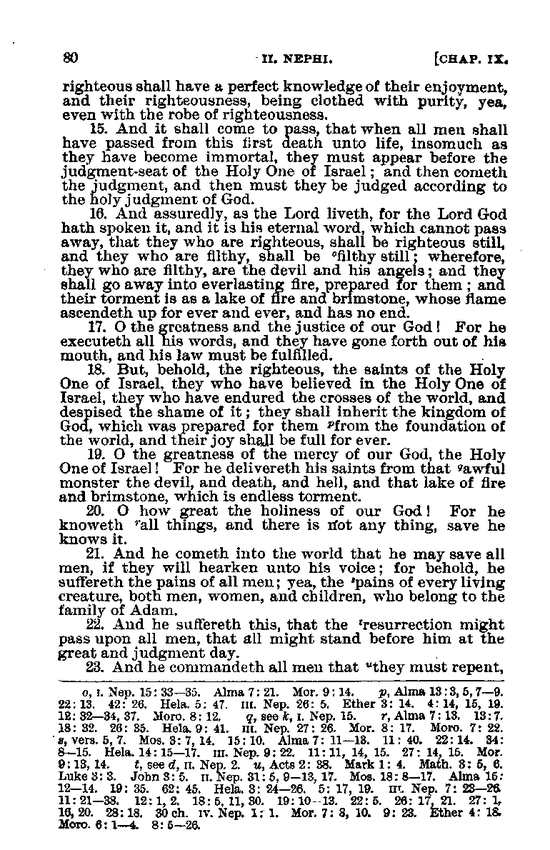 80 II. NEPHI. [CHAP. IX.
righteous shall have a perfect knowledge of their enjoyment,
and their righteousness, being clothed with purity, yea,
even with the robe of righteousness.
15. And it shall come to pass, that when all men shall
have passed from this first death unto life, insomuch as
they have become immortal, they must appear before the
judgment-seat of the Holy One of Israel; and then cometh
the judgment, and then must they be judged according to
the holy judgment of God.
16. And assuredly, as the Lord liveth, for the Lord God
hath spoken it, and it is his eternal word, which cannot pass
away, that they who are righteous, shall be righteous still,
and they who are filthy, shall be ᵒfilthy still; wherefore,
they who are filthy, are the devil and his angels; and they
shall go away into everlasting fire, prepared for them; and
their torment is as a lake of fire and brimstone, whose flame
ascendeth up for ever and ever, and has no end.
17. O the greatness and the justice of our God! For he
executeth all his words, and they have gone forth out of his
mouth, and his law must be fulfilled.
18. But, behold, the righteous, the saints of the Holy
One of Israel, they who have believed in the Holy One of
Israel, they who have endured the crosses of the world, and
despised the shame of it; they shall inherit the kingdom of
God, which was prepared for them ᵖfrom the foundation of
the world, and their joy shall be full for ever.
19. O the greatness of the mercy of our God, the Holy
One of Israel! For he delivereth his saints from that qawful
monster the devil, and death, and hell, and that lake of fire
and brimstone, which is endless torment.
20. O how great the holiness of our God! For he
knoweth ʳall things, and there is not any thing, save he
knows it.
21. And he cometh into the world that he may save all
men, if they will hearken unto his voice; for behold, he
suffereth the pains of all men; yea, the ˢpains of every living
creature, both men, women, and children, who belong to the
family of Adam.
22. And he suffereth this, that the ᵗresurrection might
pass upon all men, that all might stand before him at the
great and judgment day.
23. And he commandeth all men that ᵘthey must repent,
o, I. Nep. 15: 33—35. Alma 7: 21. Mor. 9: 14. p, Alma 13: 3, 5, 7—9.
22: 13. 42: 26. Hela. 5: 47. III. Nep. 26: 5. Ether 3: 14. 4: 14, 15, 19.
12: 32—34, 37. Moro. 8: 12. q, see k, I. Nep. 15. r, Alma 7: 13. 13: 7.
18: 32. 26: 35. Hela. 9: 41. III. Nep. 27: 26. Mor. 8: 17. Moro. 7: 22.
s, vers. 5, 7. Mos. 3: 7, 14. 15: 10. Alma 7: 11—13. 11: 40. 22: 14. 34:
8—15. Hela. 14: 15—17. III. Nep. 9: 22. 11: 11, 14, 15. 27: 14, 15. Mor.
9: 13, 14. t, see d, II. Nep. 2. u, Acts 2: 38. Mark 1: 4. Math. 3: 5, 6.
Luke 3: 3. John 3: 5. II. Nep. 31: 5, 9—13, 17. Mos. 18: 8—17. Alma 15:
12—14. 19: 35. 62: 45. Hela. 3: 24—26. 5: 17, 19. III. Nep. 7: 23—26.
11: 21—38. 12: 1, 2. 18: 5, 11, 30. 19: 10—13. 22: 5. 26: 17, 21. 27: 1,
16, 20. 28: 18. 30 ch. IV. Nep. 1: 1. Mor. 7: 8, 10. 9: 23. Ether 4: 18.
Moro. 6: 1—4. 8: 5—26.